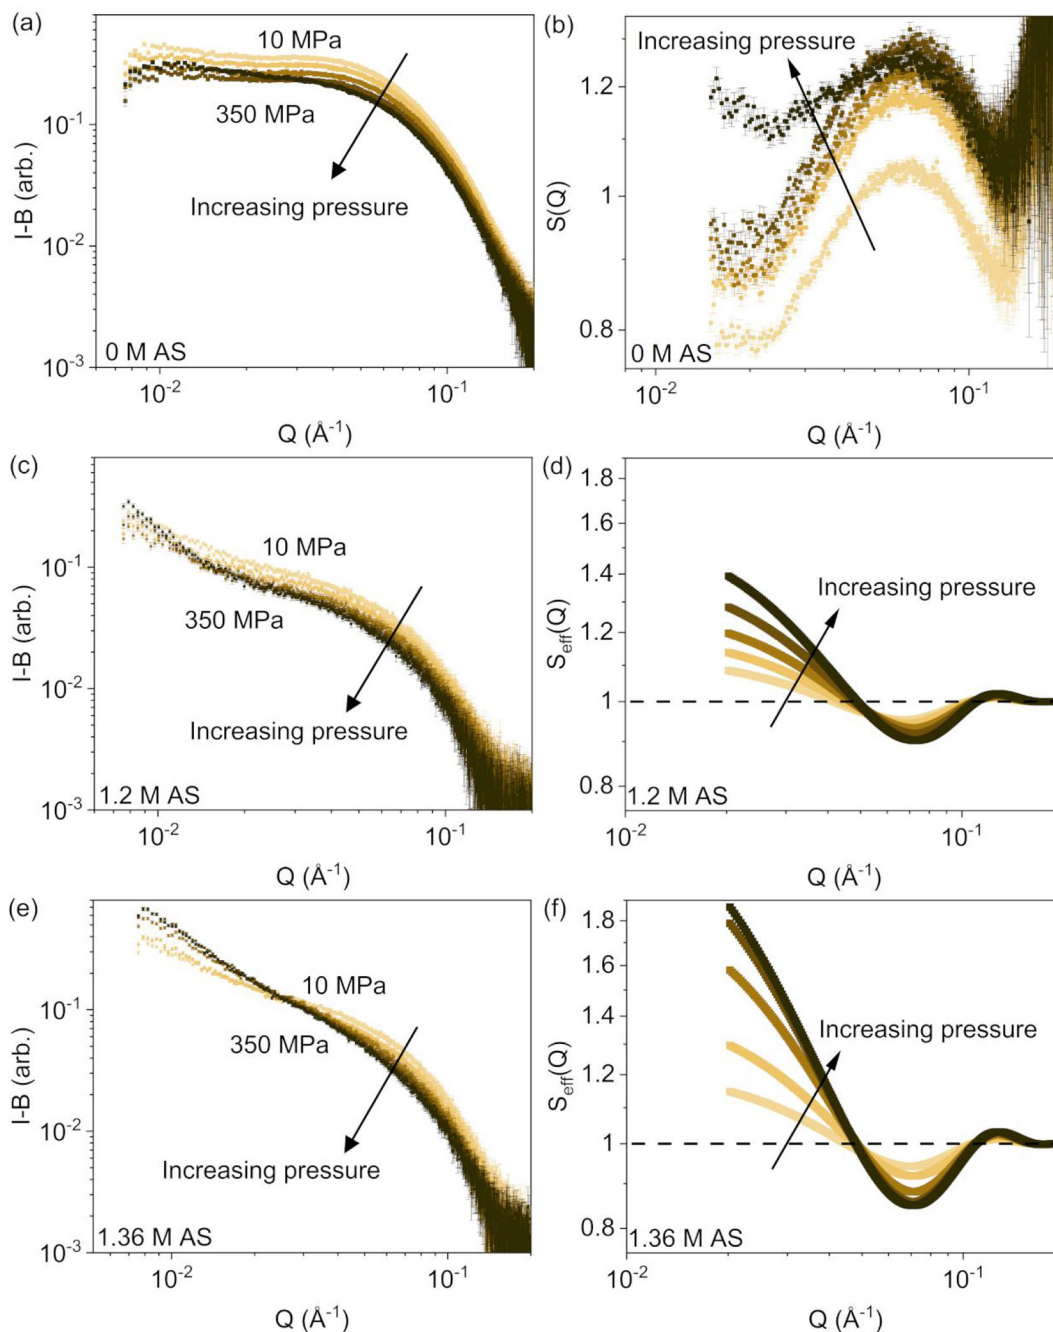 (a)
10⁻¹
10⁻²
10⁻³
I-B (arb.)
10 MPa
350 MPa
Increasing pressure
0 M AS
10⁻²
10⁻¹
Q (Å⁻¹)
(b)
1.2
1
0.8
S(Q)
Increasing pressure
0 M AS
10⁻²
10⁻¹
Q (Å⁻¹)
(c)
10⁻¹
10⁻²
10⁻³
I-B (arb.)
10 MPa
350 MPa
Increasing pressure
1.2 M AS
10⁻²
10⁻¹
Q (Å⁻¹)
(d)
1.8
1.6
1.4
1.2
1
0.8
Seff(Q)
Increasing pressure
1.2 M AS
10⁻²
10⁻¹
Q (Å⁻¹)
(e)
10⁻¹
10⁻²
10⁻³
I-B (arb.)
10 MPa
350 MPa
Increasing pressure
1.36 M AS
10⁻²
10⁻¹
Q (Å⁻¹)
(f)
1.8
1.6
1.4
1.2
1
0.8
Seff(Q)
Increasing pressure
1.36 M AS
10⁻²
10⁻¹
Q (Å⁻¹)